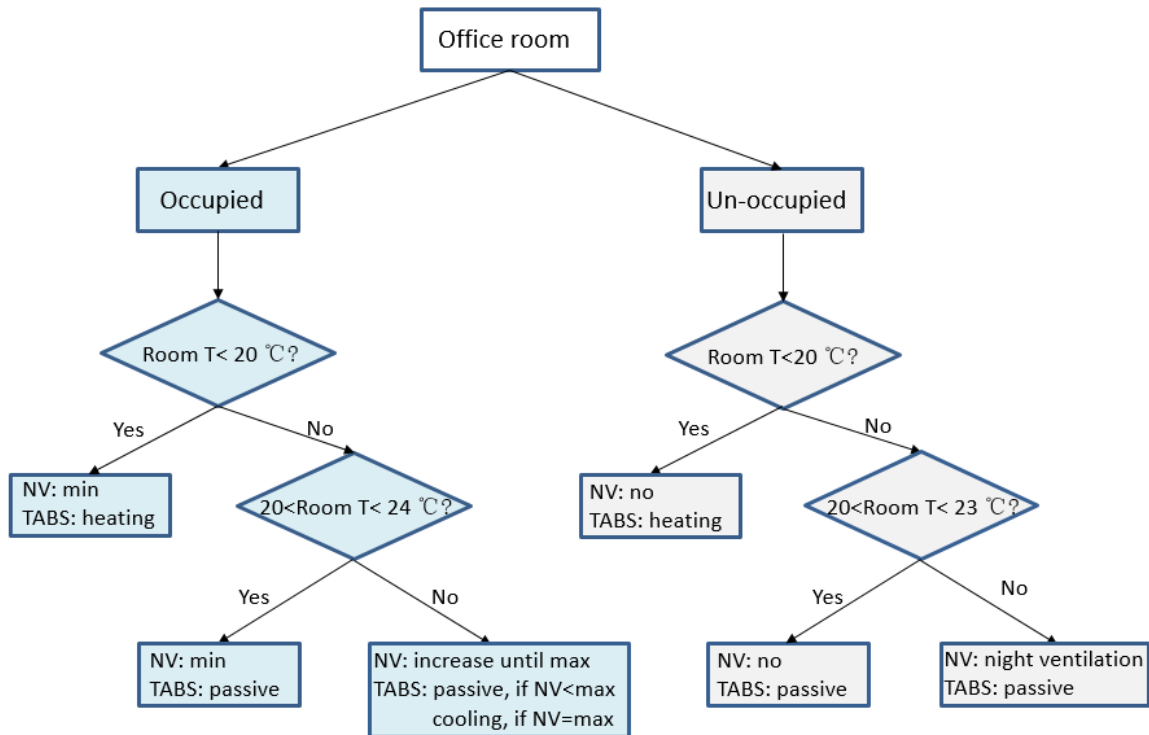 Office room
Occupied
Un-occupied
Room T< 20 ℃?
Room T<20 ℃?
Yes
No
Yes
No
NV: min
TABS: heating
20<Room T< 24 ℃?
NV: no
TABS: heating
20<Room T< 23 ℃?
Yes
No
Yes
No
NV: min
TABS: passive
NV: increase until max
TABS: passive, if NV<max
cooling, if NV=max
NV: no
TABS: passive
NV: night ventilation
TABS: passive